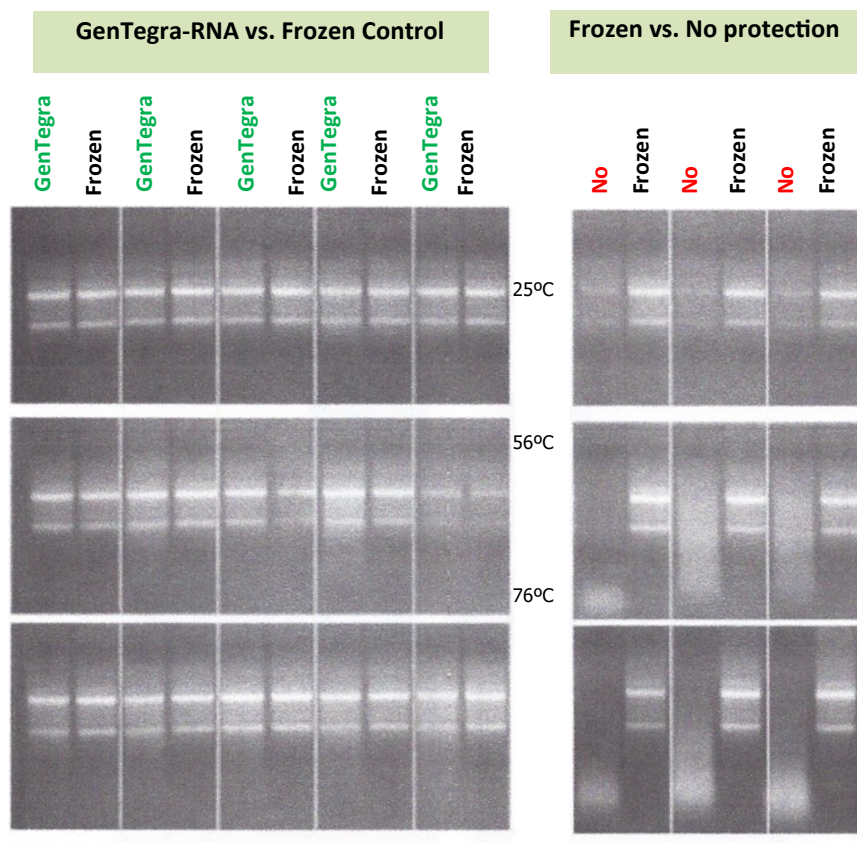 GenTegra-RNA vs. Frozen Control
Frozen vs. No protection
GenTegra
Frozen
GenTegra
Frozen
GenTegra
Frozen
GenTegra
Frozen
GenTegra
Frozen
No
Frozen
No
Frozen
No
Frozen
25ºC
56ºC
76ºC